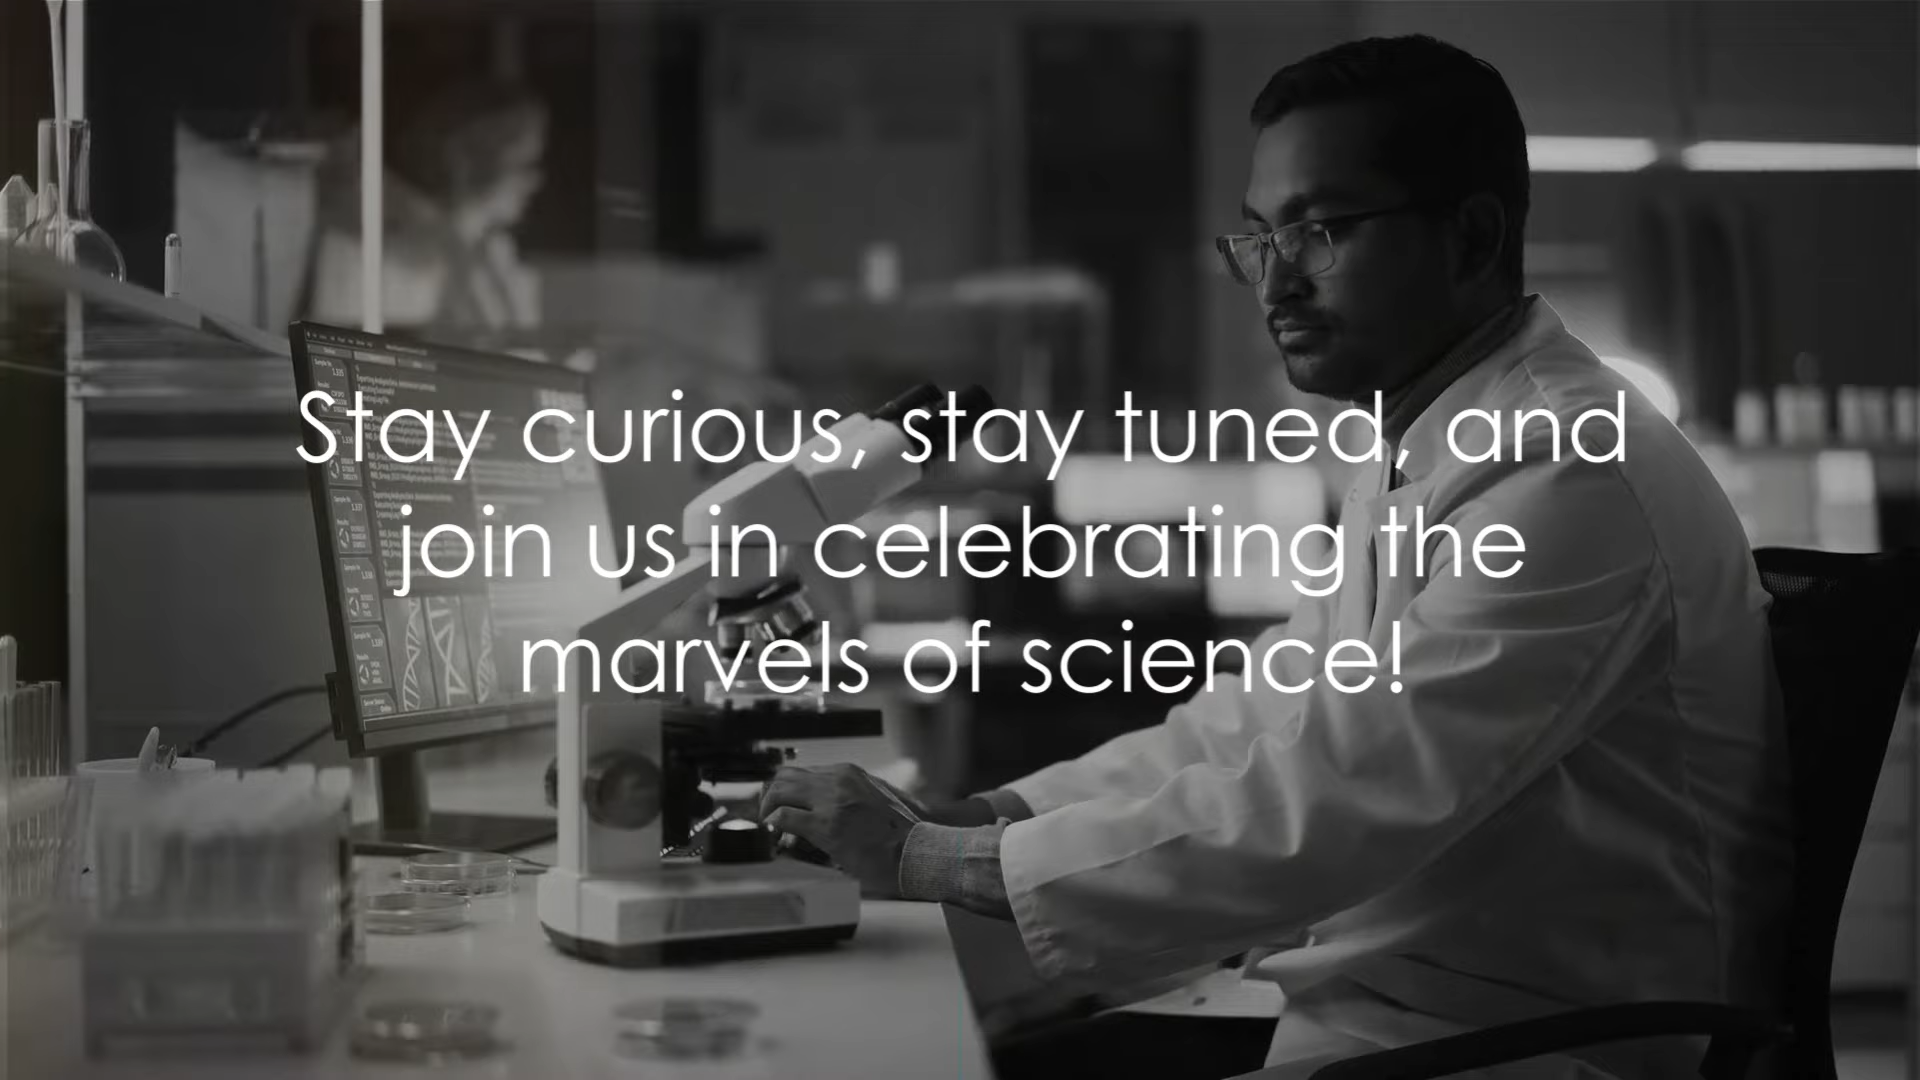 Stay curious, stay tuned, and
join us in celebrating the
marvels of science!